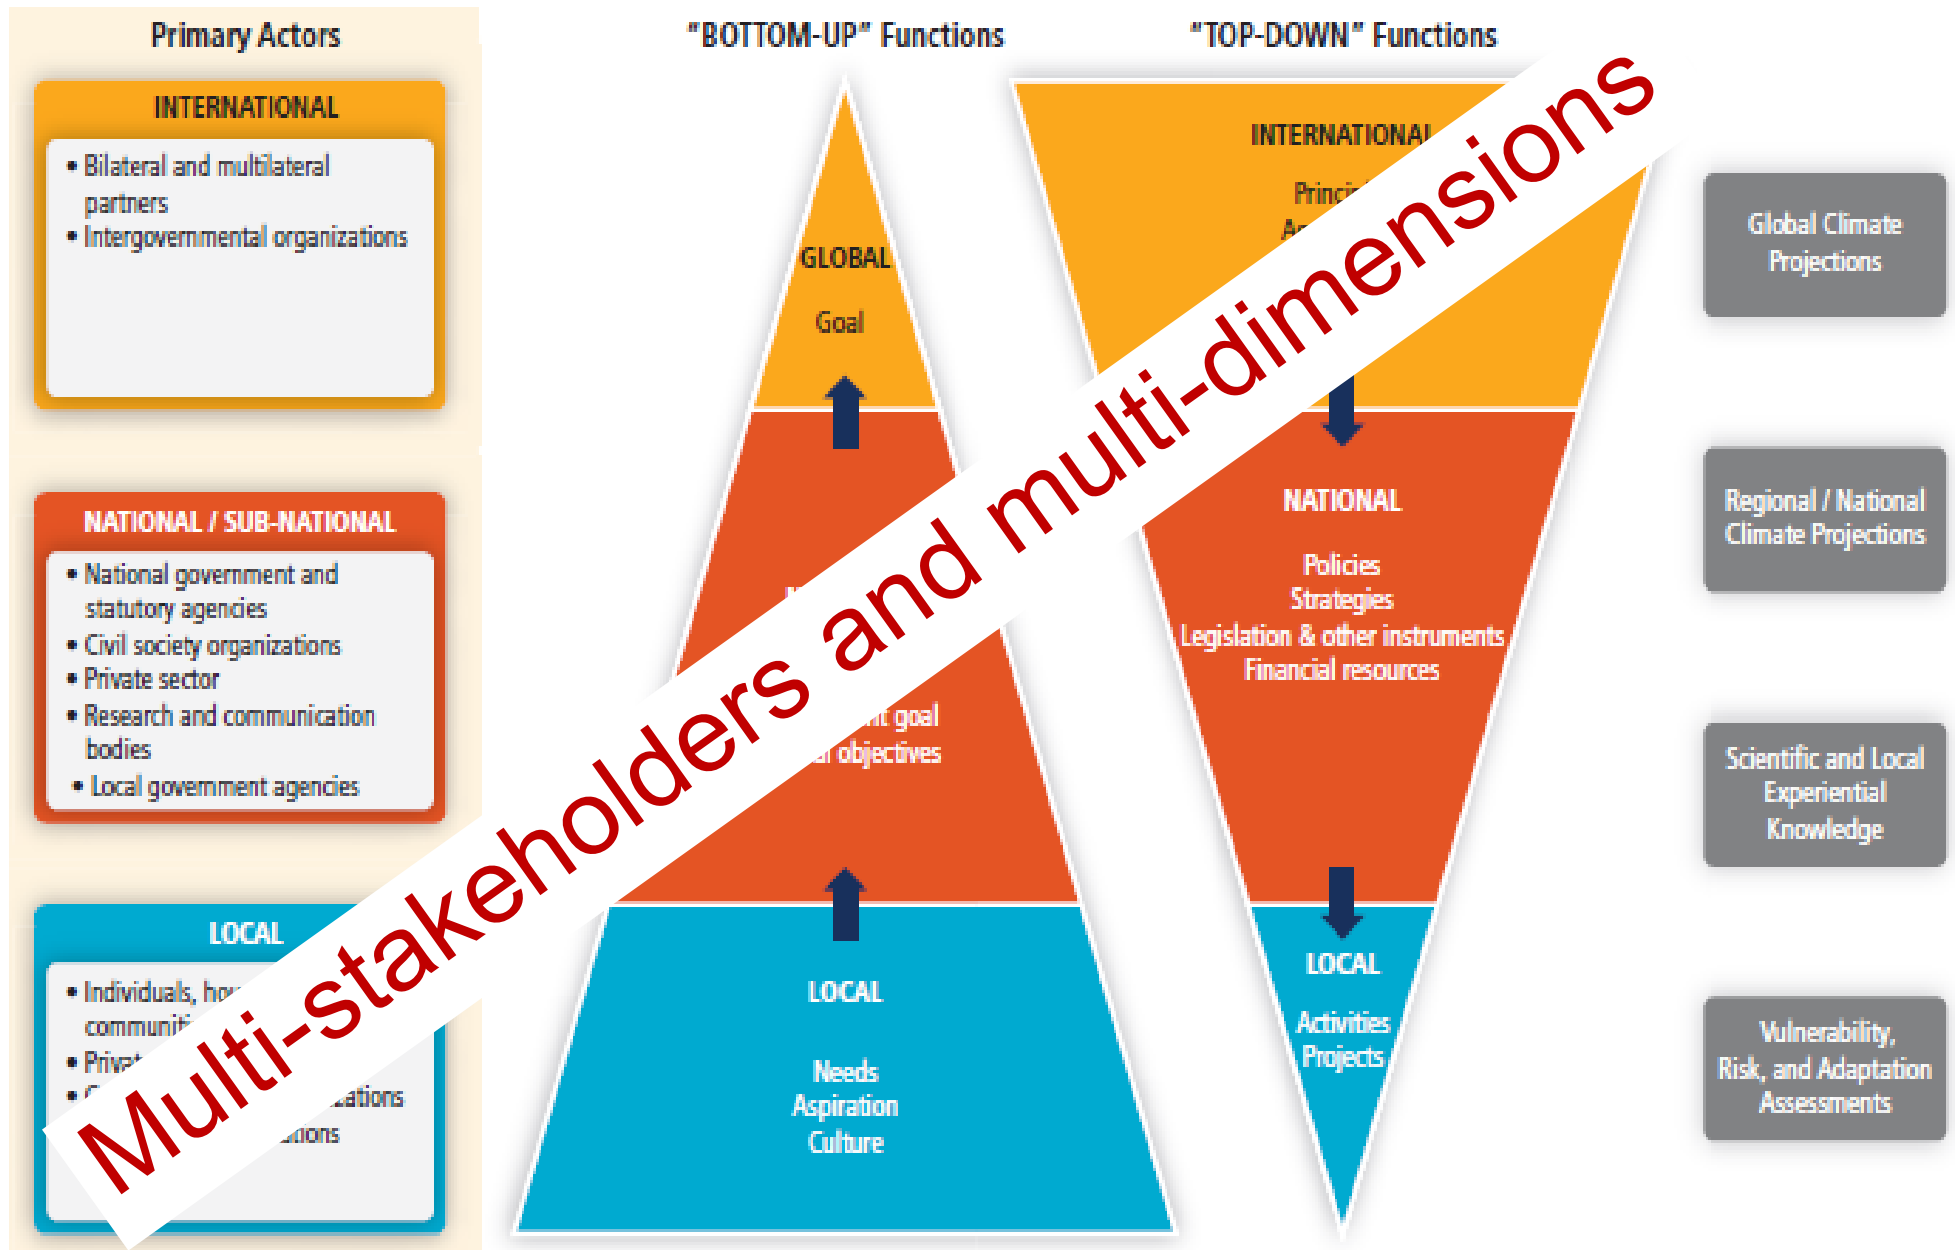 Primary Actors
INTERNATIONAL
• Bilateral and multilateral
partners
• Intergovernmental organizations
NATIONAL / SUB-NATIONAL
• National government and
statutory agencies
• Civil society organizations
• Private sector
• Research and communication
bodies
• Local government agencies
LOCAL
• Individuals,
"BOTTOM-UP" Functions
GLOBAL
Goal
goal
objectives
LOCAL
Needs
Aspiration
Culture
"TOP-DOWN" Functions
INTERNATIONAL
NATIONAL
Policies
Strategies
Legislation & other instruments
Financial resources
LOCAL
Activities
Projects
Global Climate
Projections
Regional / National
Climate Projections
Scientific and Local
Experiential
Knowledge
Vulnerability,
Risk, and Adaptation
Assessments
Multi-stakeholders and multi-dimensions